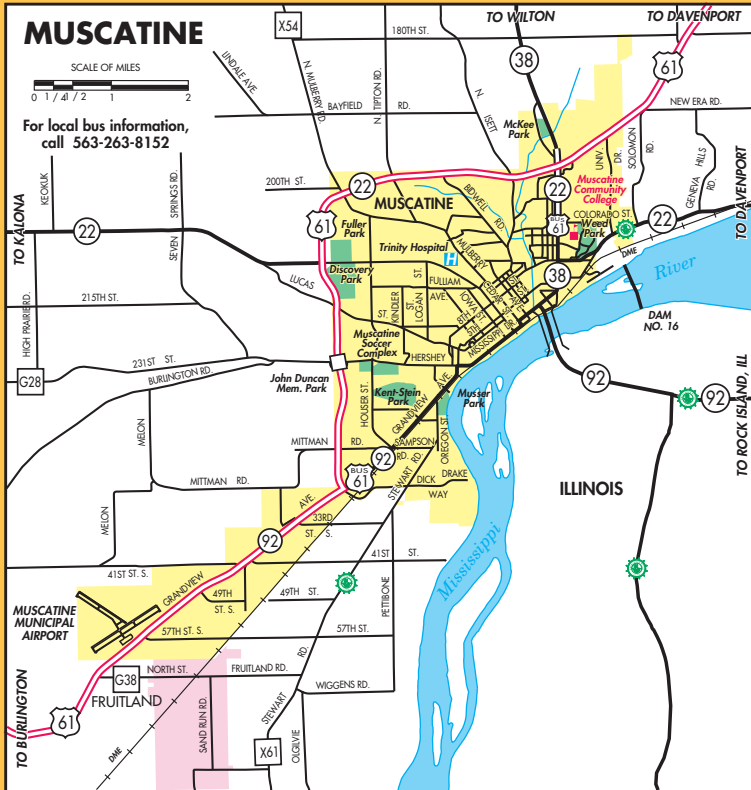 MUSCATINE
SCALE OF MILES
0 1/4 1/2 1 2
For local bus information,
call 563-263-8152
X54
TO WILTON
TO DAVENPORT
180TH ST.
38
61
LINDALE AVE.
N. MULBERRY RD.
N. TIPTON RD.
N. ISETT
BAYFIELD RD.
McKee
Park
NEW ERA RD.
UNIV. DR.
SOLOMON RD.
GENEVA HILLS RD.
TO DAVENPORT
KEOKUK
SPRINGS RD.
SEVEN
200TH ST.
22
MUSCATINE
BIDWELL RD.
22
Muscatine
Community
College
COLORADO ST.
BUS
61
Weed
Park
22
TO KALONA
22
61
Fuller
Park
Trinity Hospital
H
MULBERRY
DME
River
Discovery
Park
LUCAS
ST.
FULLIAM
AVE.
KINDLER
ST.
LOGAN
ST.
IOWA
8TH ST.
5TH
CEDAR ST.
AVE.
MISSISSIPPI
DR.
38
DAM
NO. 16
HIGH PRAIRIE RD.
215TH ST.
Muscatine
Soccer
Complex
HERSHEY
AVE.
231ST ST.
G28
BURLINGTON RD.
John Duncan
Mem. Park
HOUSER ST.
Kent-Stein
Park
GRANDVIEW
Musser
Park
92
92
TO ROCK ISLAND, ILL
MELON
MITTMAN RD.
SAMPSON
RD.
OREGON ST.
92
STEWART RD.
BUS
61
DICK DRAKE
WAY
ILLINOIS
MITTMAN RD.
MELON
AVE.
33RD
ST. S.
92
41ST ST.
41ST ST. S.
GRANDVIEW
49TH
ST. S.
49TH ST.
PETTIBONE
Mississippi
MUSCATINE
MUNICIPAL
AIRPORT
57TH ST. S.
57TH ST.
NORTH ST.
FRUITLAND RD.
G38
FRUITLAND
RD.
WIGGENS RD.
STEWART
61
TO BURLINGTON
SAND RUN RD.
DME
X61
OGILVIE